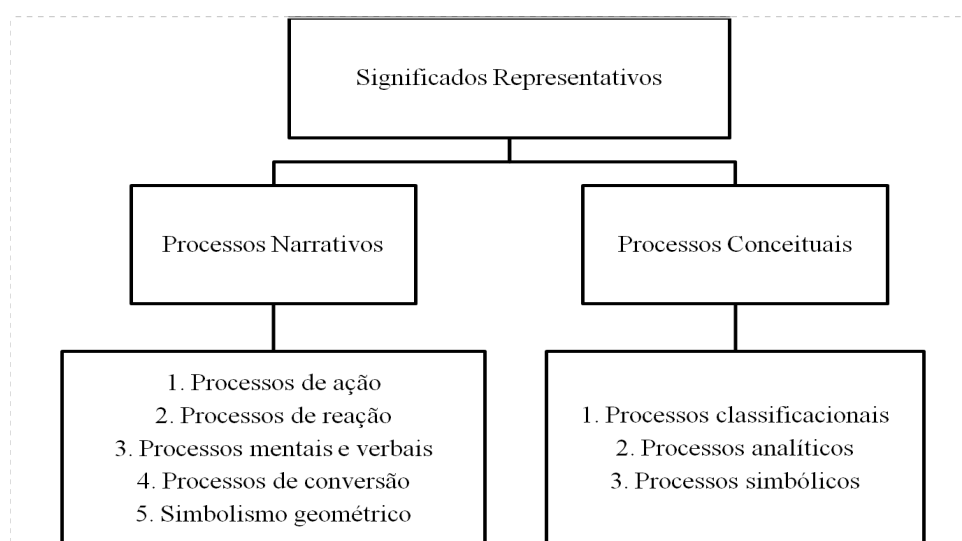 Significados Representativos
Processos Narrativos
Processos Conceituais
1. Processos de ação
2. Processos de reação
3. Processos mentais e verbais
4. Processos de conversão
5. Simbolismo geométrico
1. Processos classificacionais
2. Processos analíticos
3. Processos simbólicos